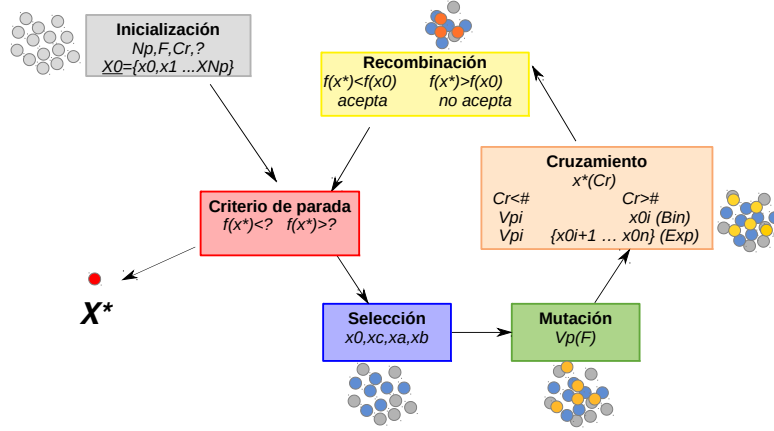 Inicialización
Np,F,Cr,?
X0={x0,x1 ...XNp}
Recombinación
f(x*)<f(x0) f(x*)>f(x0)
acepta no acepta
Cruzamiento
x*(Cr)
Cr<# Cr>#
Vpi x0i (Bin)
Vpi {x0i+1 ... x0n} (Exp)
Criterio de parada
f(x*)<? f(x*)>?
X*
Selección
x0,xc,xa,xb
Mutación
Vp(F)